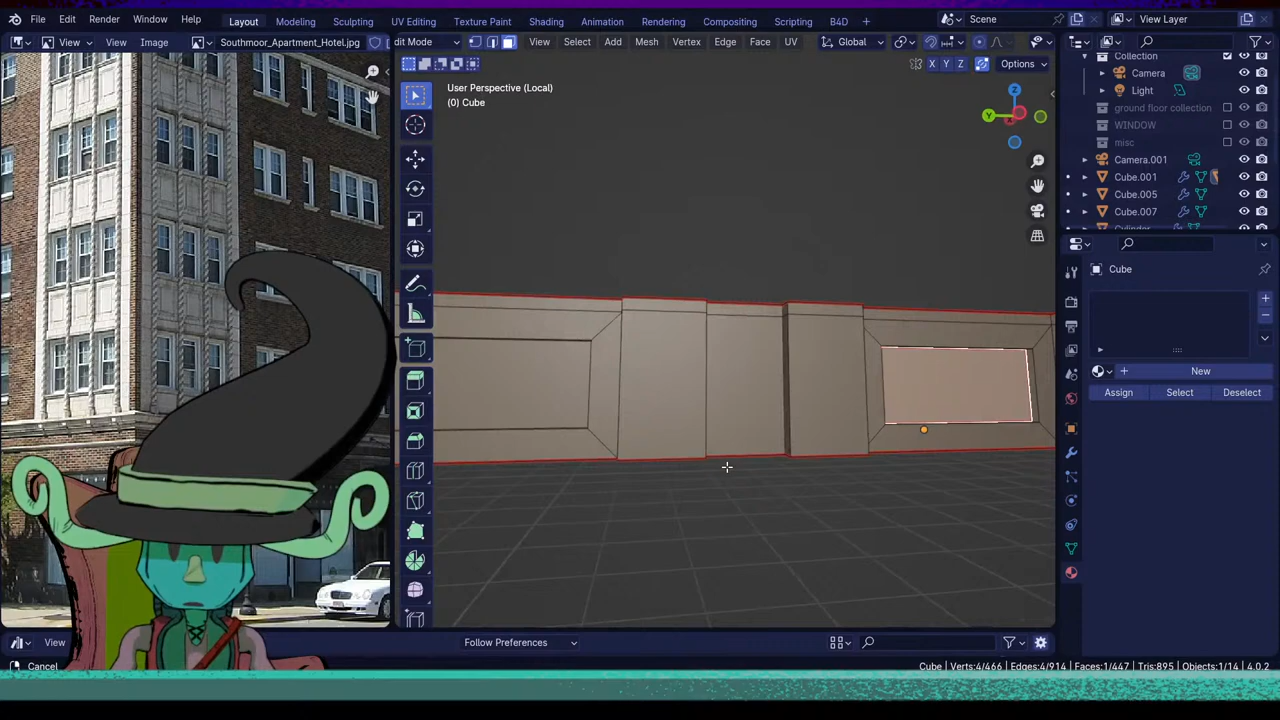 File Edit Render Window Help Layout Modeling Sculpting UV Editing Texture Paint Shading Animation Rendering Compositing Scripting B4D + Scene View Layer
View View Image Southmoor_Apartment_Hotel.jpg
dit Mode View Select Add Mesh Vertex Edge Face UV Global
X Y Z Options
User Perspective (Local)
(0) Cube
Z
Y
Collection
Camera
Light
ground floor collection
WINDOW
misc
Camera.001
Cube.001
Cube.005
Cube.007
Cylinder
Cube
New
Assign Select Deselect
View Follow Preferences
Cancel Cube | Verts:4/466 | Edges:4/914 | Faces:1/447 | Tris:895 | Objects:1/14 | 4.0.2